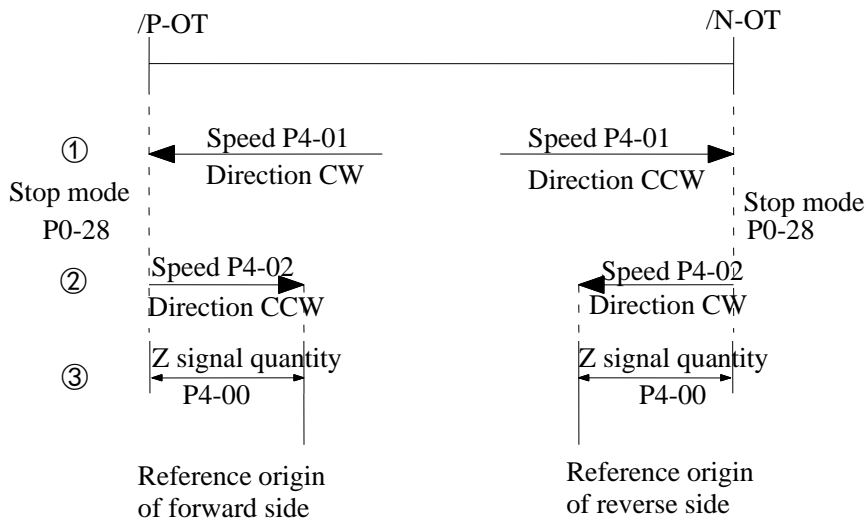 /P-OT
/N-OT
①
Speed P4-01
Direction CW
Speed P4-01
Direction CCW
Stop mode
P0-28
Stop mode
P0-28
②
Speed P4-02
Direction CCW
Speed P4-02
Direction CW
③
Z signal quantity
P4-00
Z signal quantity
P4-00
Reference origin
of forward side
Reference origin
of reverse side